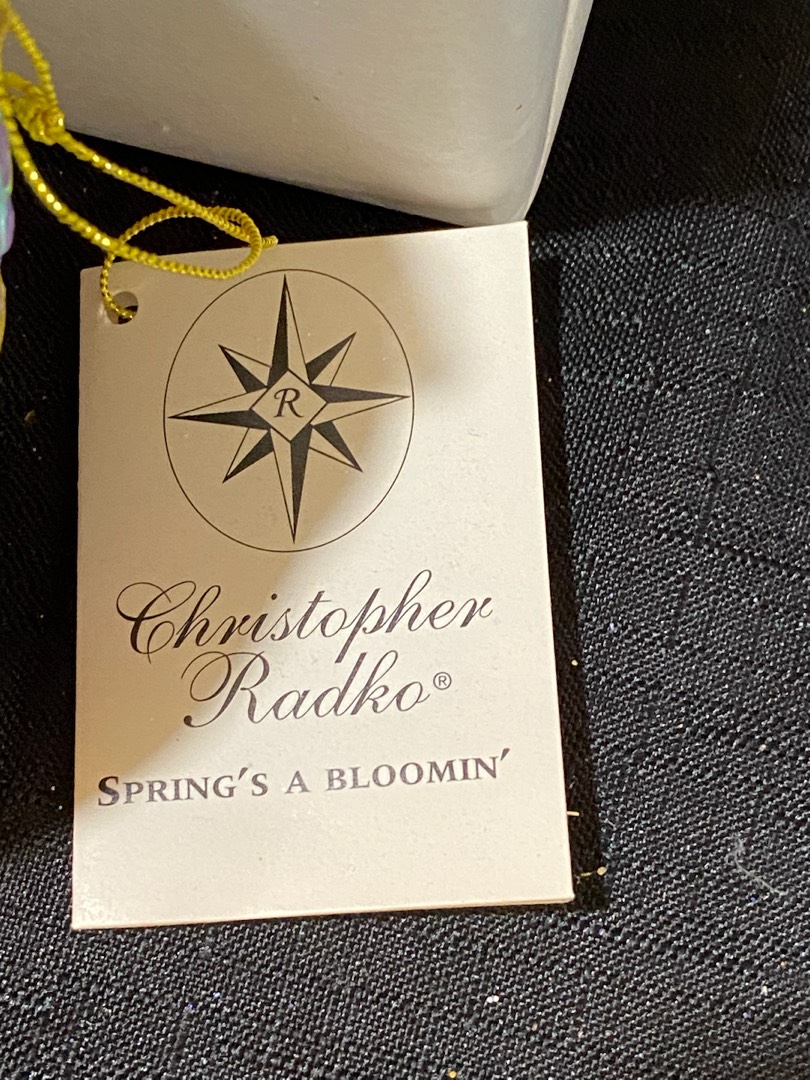 R
Christopher
Radko®
SPRING'S A BLOOMIN'